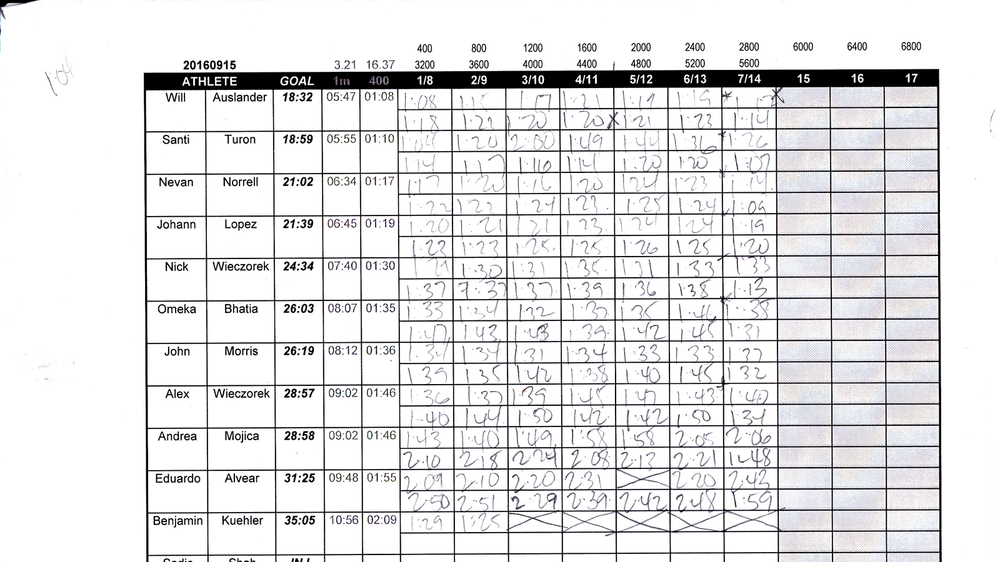 400 800 1200 1600 2000 2400 2800 6000 6400 6800
20160915 3.21 16.37 3200 3600 4000 4400 4800 5200 5600
1:04
ATHLETE GOAL 1m 400 1/8 2/9 3/10 4/11 5/12 6/13 7/14 15 16 17
Will Auslander 18:32 05:47 01:08 1:08 1:15 1:17 1:21 1:19 1:19
1:18 1:23 1:20 1:20 X 1:21 1:23 1:14
Santi Turon 18:59 05:55 01:10 1:04 1:20 2:00 1:49 1:44 1:36 1:26
1:14 1:17 1:16 1:14 1:20 1:20 1:07
Nevan Norrell 21:02 06:34 01:17 1:17 1:20 1:16 1:20 1:24 1:23 1:14
1:22 1:23 1:24 1:23 1:25 1:24 1:09
Johann Lopez 21:39 06:45 01:19 1:20 1:21 1:21 1:23 1:24 1:24 1:19
1:23 1:23 1:25 1:25 1:26 1:25 1:20
Nick Wieczorek 24:34 07:40 01:30 1:30 1:31 1:35 1:31 1:33 1:33
1:37 1:37 1:37 1:39 1:36 1:38 1:13
Omeka Bhatia 26:03 08:07 01:35 1:33 1:34 1:32 1:37 1:35 1:46 1:38
1:47 1:43 1:43 1:39 1:42 1:45 1:31
John Morris 26:19 08:12 01:36 1:34 1:34 1:31 1:34 1:33 1:33 1:37
1:39 1:35 1:42 1:38 1:40 1:45 1:32
Alex Wieczorek 28:57 09:02 01:46 1:36 1:37 1:39 1:45 1:47 1:43 1:40
1:40 1:44 1:50 1:42 1:42 1:50 1:34
Andrea Mojica 28:58 09:02 01:46 1:43 1:40 1:49 1:58 1:58 2:05 2:06
2:10 2:18 2:24 2:08 2:13 2:21 1:48
Eduardo Alvear 31:25 09:48 01:55 2:09 2:10 2:20 2:31 2:20 2:43
2:50 2:51 2:29 2:39 2:42 2:48 1:59
Benjamin Kuehler 35:05 10:56 02:09 1:29 1:25
Sadie Shah INJ